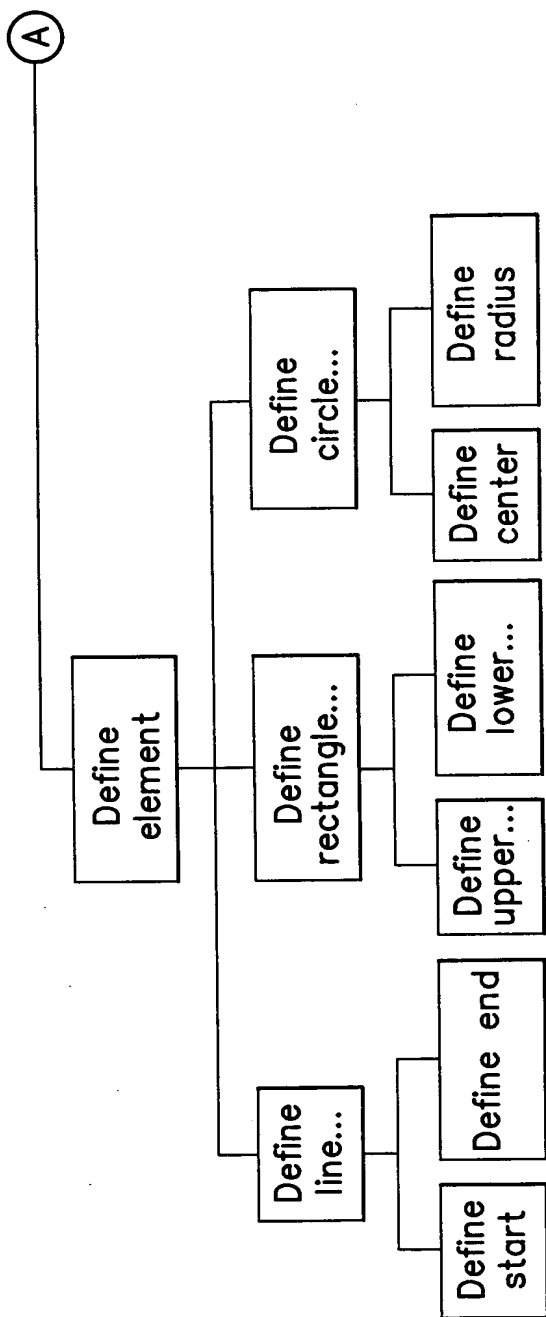 A
Define
element
Define
line...
Define
rectangle...
Define
circle...
Define
start
Define end
Define
upper...
Define
lower...
Define
center
Define
radius